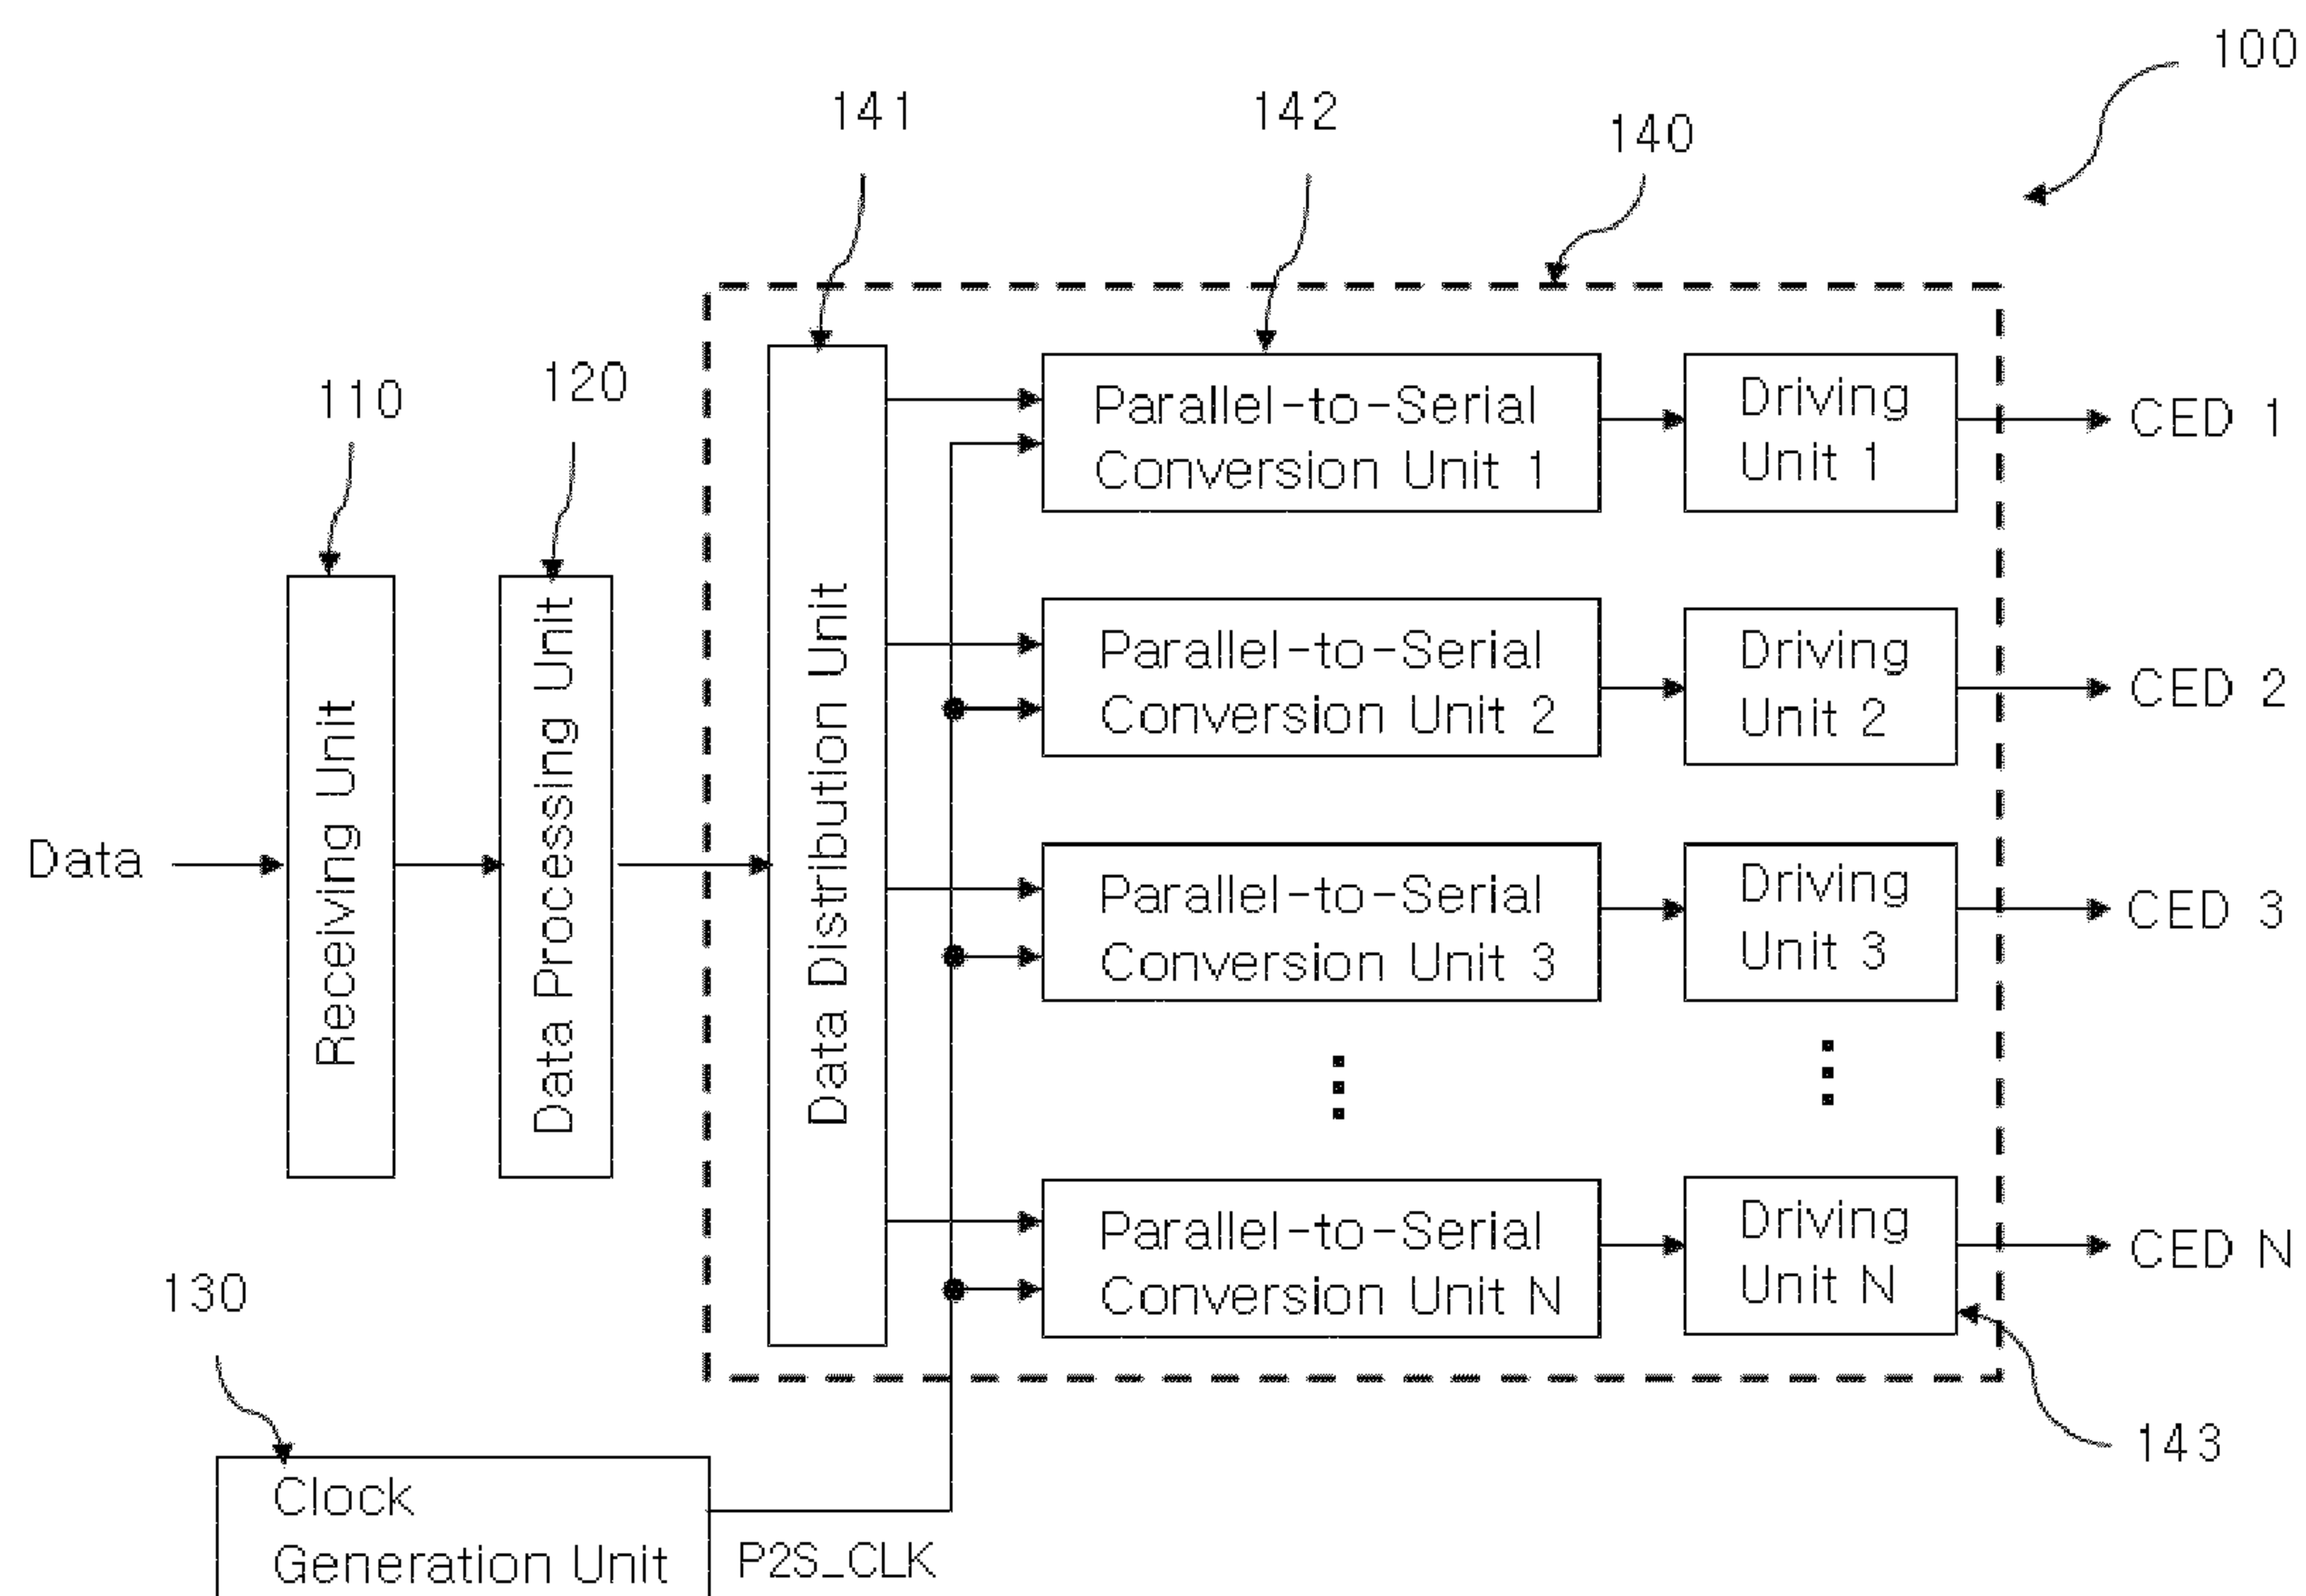 100
141
142
140
110
120
Parallel-to-Serial
Conversion Unit 1
Driving
Unit 1
CED 1
Parallel-to-Serial
Conversion Unit 2
Driving
Unit 2
CED 2
Data
Receiving Unit
Data Processing Unit
Data Distribution Unit
Parallel-to-Serial
Conversion Unit 3
Driving
Unit 3
CED 3
Parallel-to-Serial
Conversion Unit N
Driving
Unit N
CED N
130
143
Clock
Generation Unit
P2S_CLK